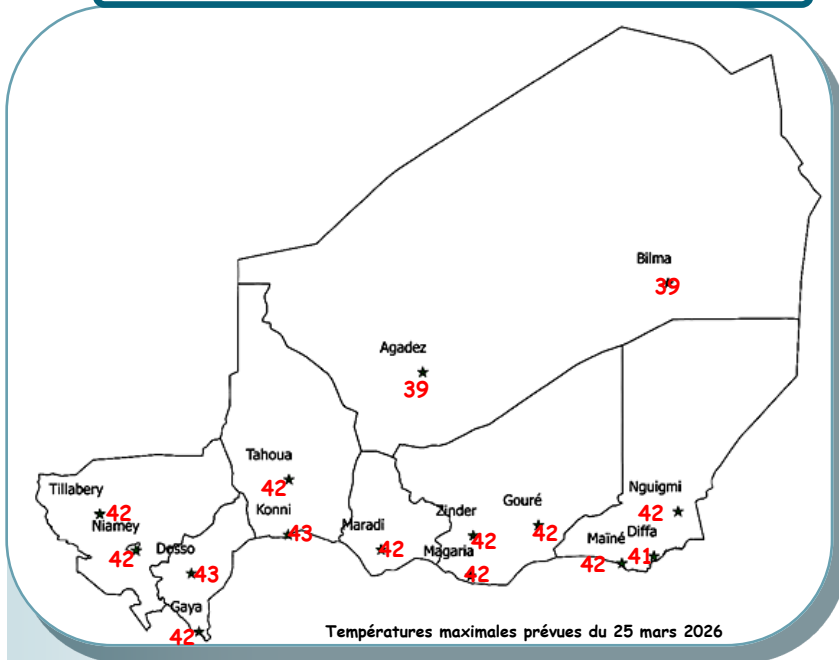 Bilma
39
Agadez
39
Tahoua
42
Tillabery
42
Niamey
42
Konni
43
Dosso
43
Gaya
42
Maradi
42
Zinder
42
Magaria
42
Gouré
42
Nguigmi
42
Maïné
42
Diffa
41
Températures maximales prévues du 25 mars 2026